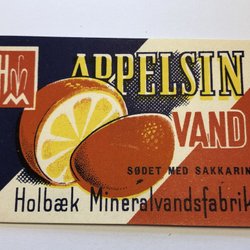 APPELSIN
VAND
SØDET MED SAKKARIN
Holbæk Mineralvandsfabrik